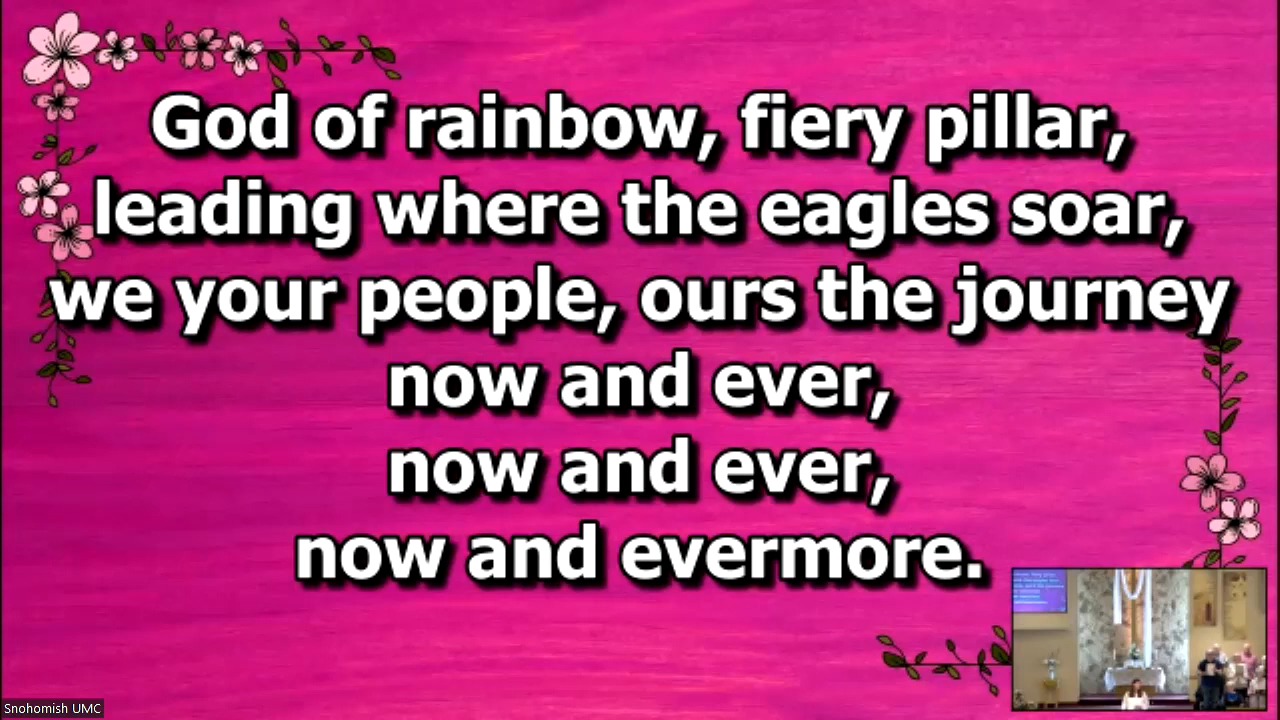 God of rainbow, fiery pillar,
leading where the eagles soar,
we your people, ours the journey
now and ever,
now and ever,
now and evermore.
Snohomish UMC